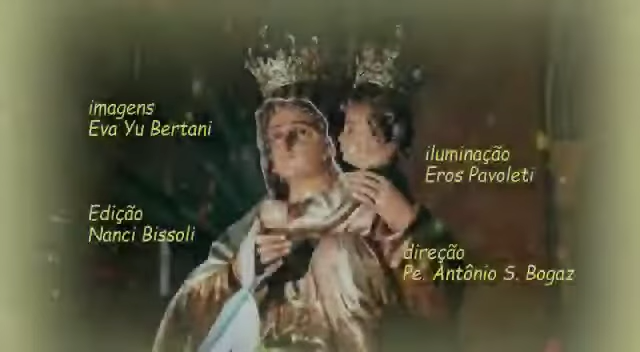 imagens
Eva Yu Bertani
iluminação
Eros Pavoleti
Edição
Nanci Bissoli
direção
Pe. Antônio S. Bogaz